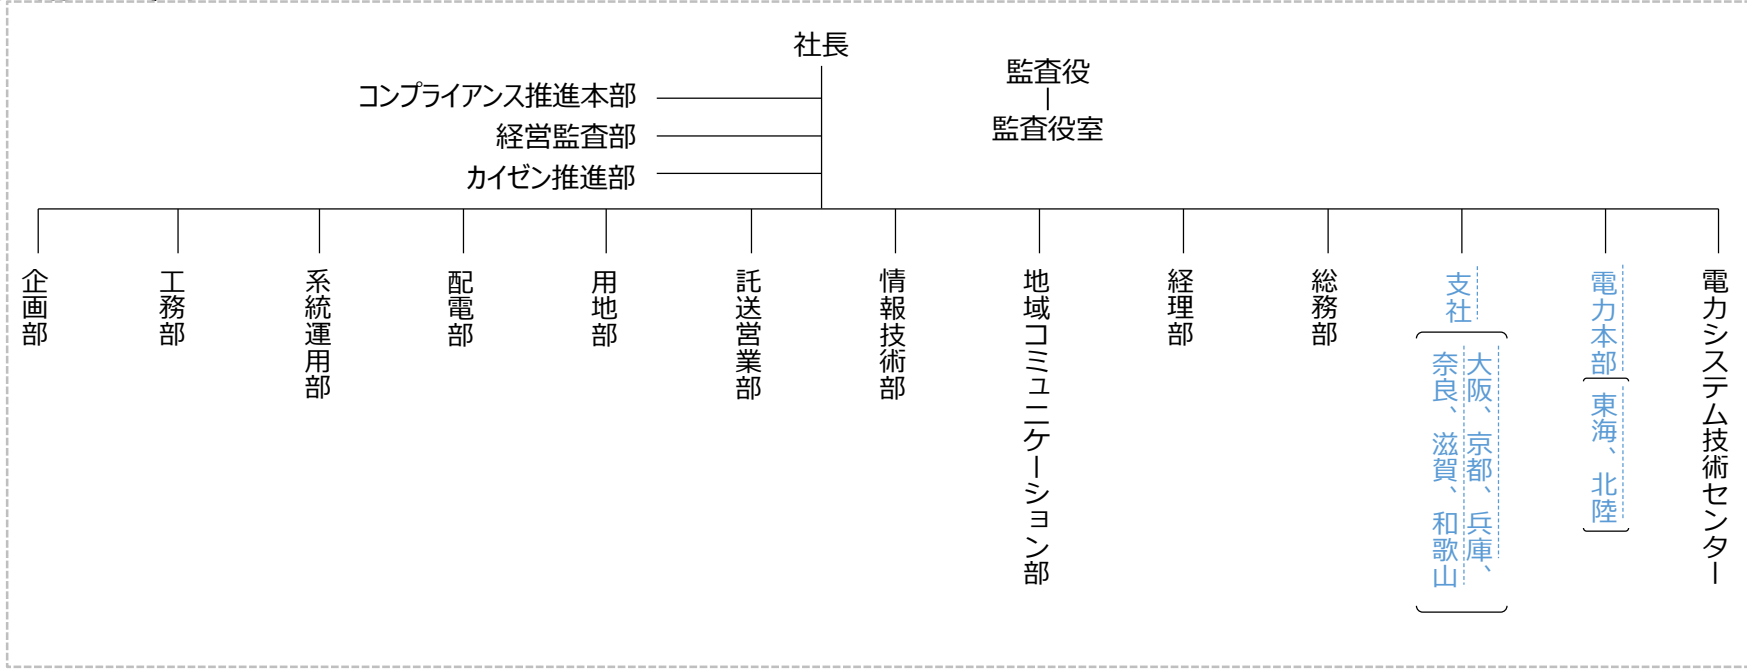 社長
監査役
監査役室
コンプライアンス推進本部
経営監査部
カイゼン推進部
企画部
工務部
系統運用部
配電部
用地部
託送営業部
情報技術部
地域コミュニケーション部
経理部
総務部
支社
大阪、京都、兵庫、
奈良、滋賀、和歌山
電力本部
東海、北陸
電力システム技術センター